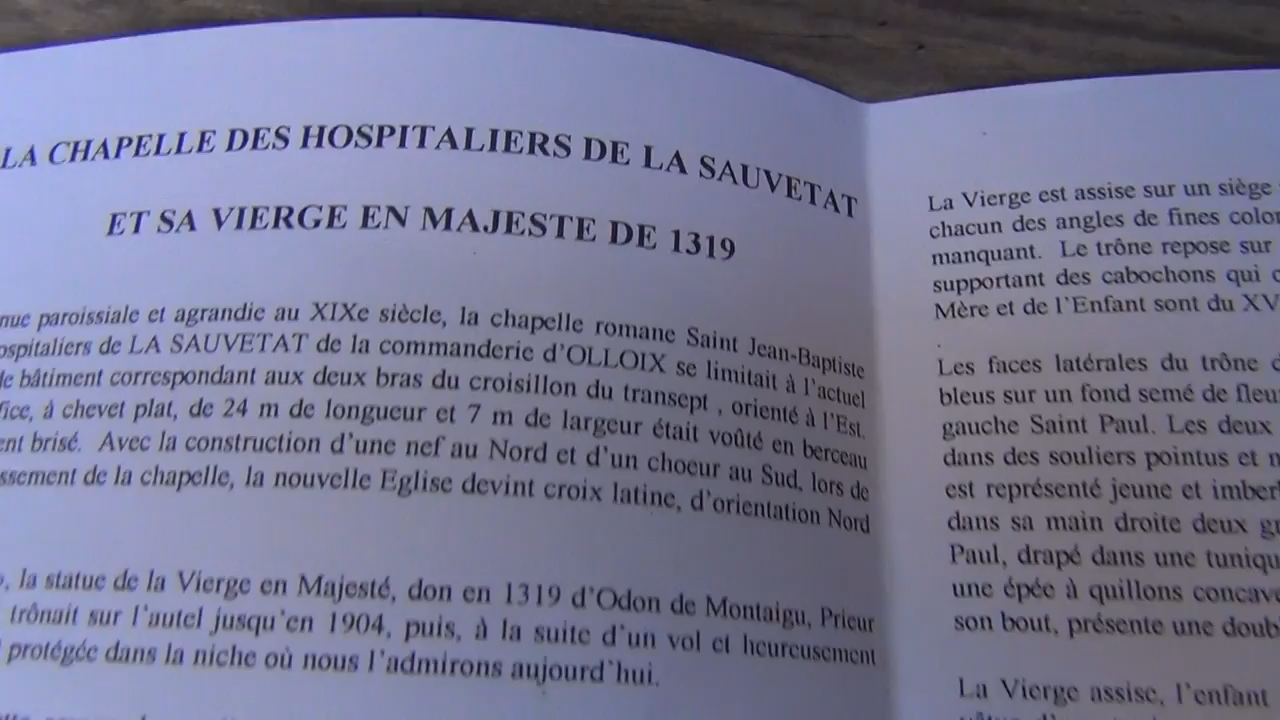 LA CHAPELLE DES HOSPITALIERS DE LA SAUVETAT
ET SA VIERGE EN MAJESTE DE 1319
nue paroissiale et agrandie au XIXe siècle, la chapelle romane Saint Jean-Baptiste
ospitaliers de LA SAUVETAT de la commanderie d'OLLOIX se limitait à l'actuel
le bâtiment correspondant aux deux bras du croisillon du transept , orienté à l'Est.
fice, à chevet plat, de 24 m de longueur et 7 m de largeur était voûté en berceau
ent brisé. Avec la construction d'une nef au Nord et d'un choeur au Sud, lors de
ssement de la chapelle, la nouvelle Eglise devint croix latine, d'orientation Nord
, la statue de la Vierge en Majesté, don en 1319 d'Odon de Montaigu, Prieur
trônait sur l'autel jusqu'en 1904, puis, à la suite d'un vol et heureusement
protégée dans la niche où nous l'admirons aujourd'hui.
La Vierge est assise sur un siège
chacun des angles de fines color
manquant. Le trône repose sur
supportant des cabochons qui
Mère et de l'Enfant sont du XV
Les faces latérales du trône
bleus sur un fond semé de fleu
gauche Saint Paul. Les deux
dans des souliers pointus et
est représenté jeune et imber
dans sa main droite deux
Paul, drapé dans une tuniqu
une épée à quillons concave
son bout, présente une doub
La Vierge assise, l'enfant